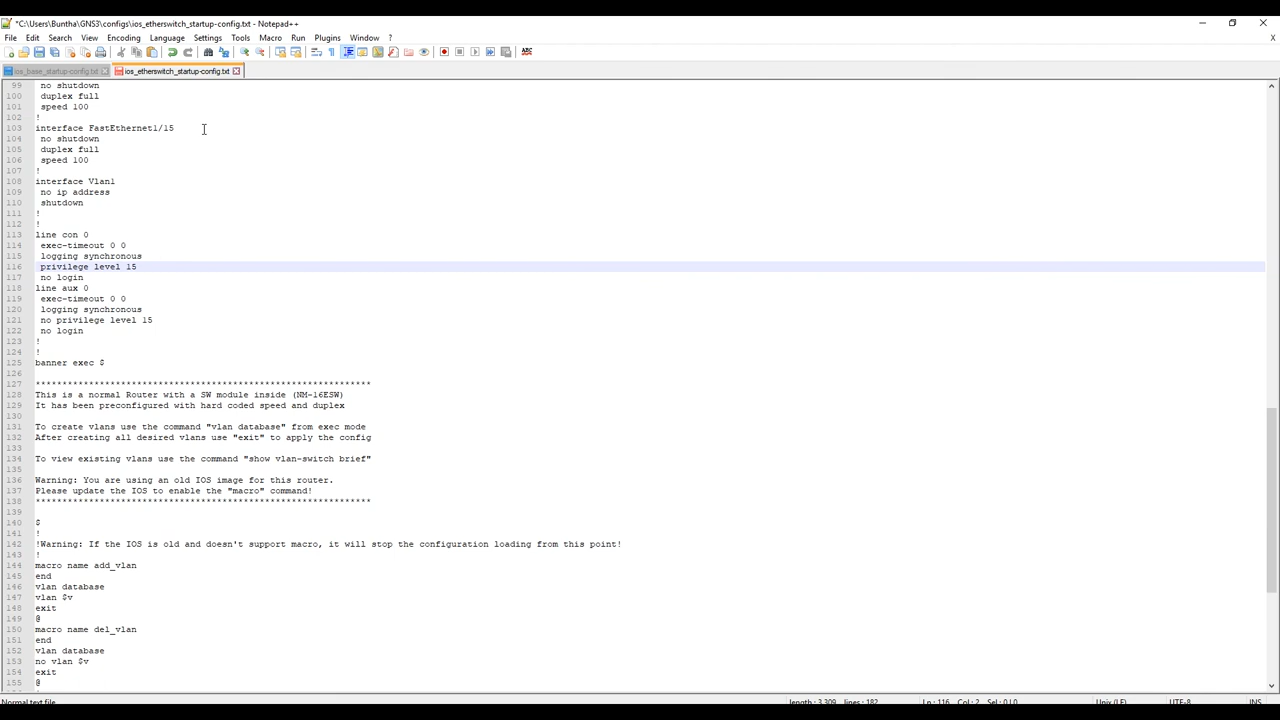 *C:\Users\Buntha\GNS3\configs\ios_etherswitch_startup-config.txt - Notepad++
File Edit Search View Encoding Language Settings Tools Macro Run Plugins Window ? X
ios_base_startup-config.txt ios_etherswitch_startup-config.txt
99 no shutdown
100 duplex full
101 speed 100
102 !
103 interface FastEthernet1/15
104 no shutdown
105 duplex full
106 speed 100
107 !
108 interface Vlan1
109 no ip address
110 shutdown
111 !
112 !
113 line con 0
114 exec-timeout 0 0
115 logging synchronous
116 privilege level 15
117 no login
118 line aux 0
119 exec-timeout 0 0
120 logging synchronous
121 no privilege level 15
122 no login
123 !
124 !
125 banner exec $
126
127 ***************************************************************
128 This is a normal Router with a SW module inside (NM-16ESW)
129 It has been preconfigured with hard coded speed and duplex
130
131 To create vlans use the command "vlan database" from exec mode
132 After creating all desired vlans use "exit" to apply the config
133
134 To view existing vlans use the command "show vlan-switch brief"
135
136 Warning: You are using an old IOS image for this router.
137 Please update the IOS to enable the "macro" command!
138 ***************************************************************
139
140 $
141 !
142 !Warning: If the IOS is old and doesn't support macro, it will stop the configuration loading from this point!
143 !
144 macro name add_vlan
145 end
146 vlan database
147 vlan $v
148 exit
149 @
150 macro name del_vlan
151 end
152 vlan database
153 no vlan $v
154 exit
155 @
Normal text file length : 3,309 lines : 182 Ln : 116 Col : 2 Sel : 0 | 0 Unix (LF) UTF-8 INS